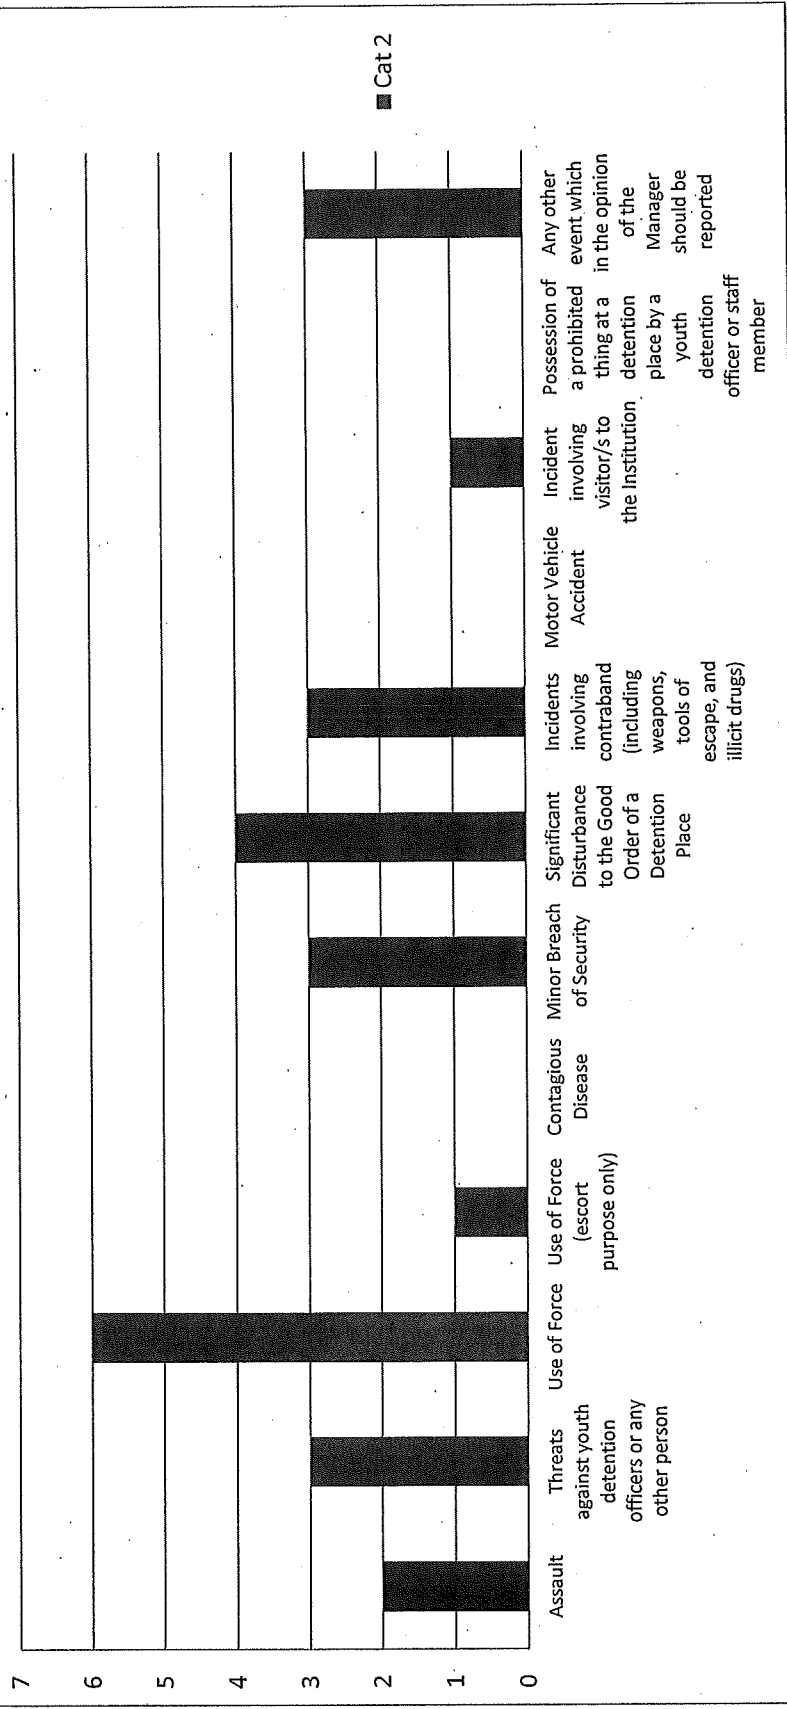 7
6
5
4
3
2
1
0
Assault
Threats
against youth
detention
officers or any
other person
Use of Force
Use of Force
(escort
purpose only)
Contagious
Disease
Minor Breach
of Security
Significant
Disturbance
to the Good
Order of a
Detention
Place
Incidents
involving
contraband
(including
weapons,
tools of
escape, and
illicit drugs)
Motor Vehicle
Accident
Incident
involving
visitor/s to
the Institution
Possession of
a prohibited
thing at a
detention
place by a
youth
detention
officer or staff
member
Any other
event which
in the opinion
of the
Manager
should be
reported
Cat 2